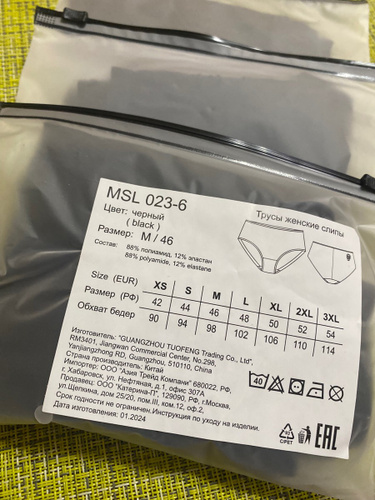 MSL 023-6
Цвет: черный
( black )
Размер: M / 46
Трусы женские слипы
Состав: 88% полиамид, 12% эластан
88% polyamide, 12% elastane
Size (EUR) XS S M L XL 2XL 3XL
Размер (РФ) 42 44 46 48 50 52 54
Обхват бедер 90 94 98 102 106 110 114
Изготовитель: "GUANGZHOU TUOFENG Trading Co., LTD.
RM3401, Jiangwan Commercial Center, No.298,
Yanjiangzhong RD, Guangzhou, 510110, China
Страна производитель: Китай
Импортер: ООО "Азия Трейд Компани" 680022, РФ,
г. Хабаровск, ул. Нефтяная, д.1, офис 307А
Продавец: ООО "Катерина-П", 129090, РФ, г.Москва,
ул.Щепкина, дом 25/20, пом.III, ком.12, оф.2,
Срок годности не ограничен. Инструкция по уходу на изделии.
Дата изготовления: 01.2024
40
CPET
EAC